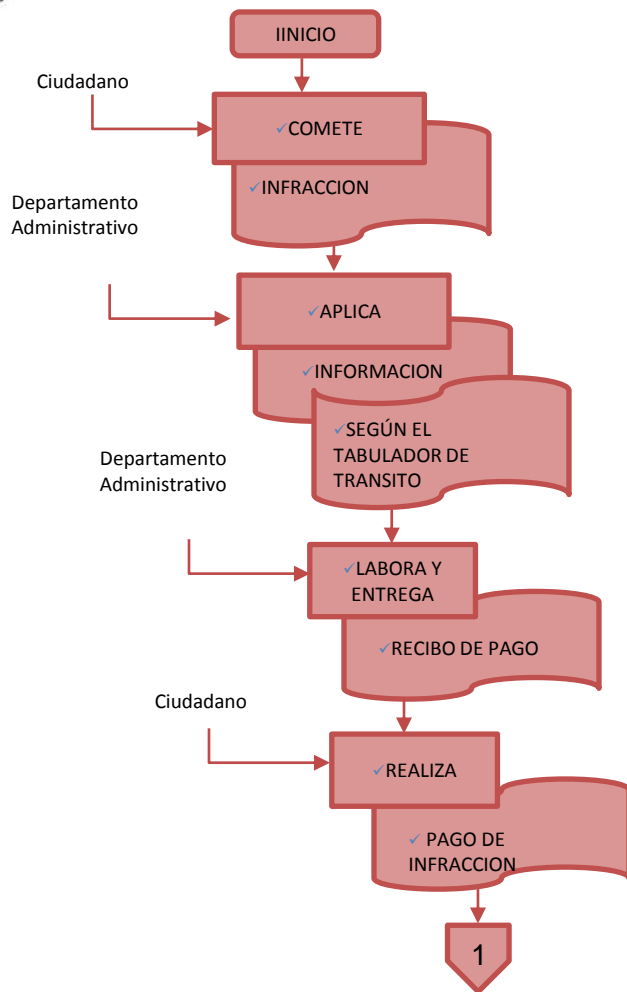 IINICIO
Ciudadano
✓COMETE
✓INFRACCION
Departamento
Administrativo
✓APLICA
✓INFORMACION
✓SEGÚN EL
TABULADOR DE
TRANSITO
Departamento
Administrativo
✓LABORA Y
ENTREGA
✓RECIBO DE PAGO
Ciudadano
✓REALIZA
✓ PAGO DE
INFRACCION
1